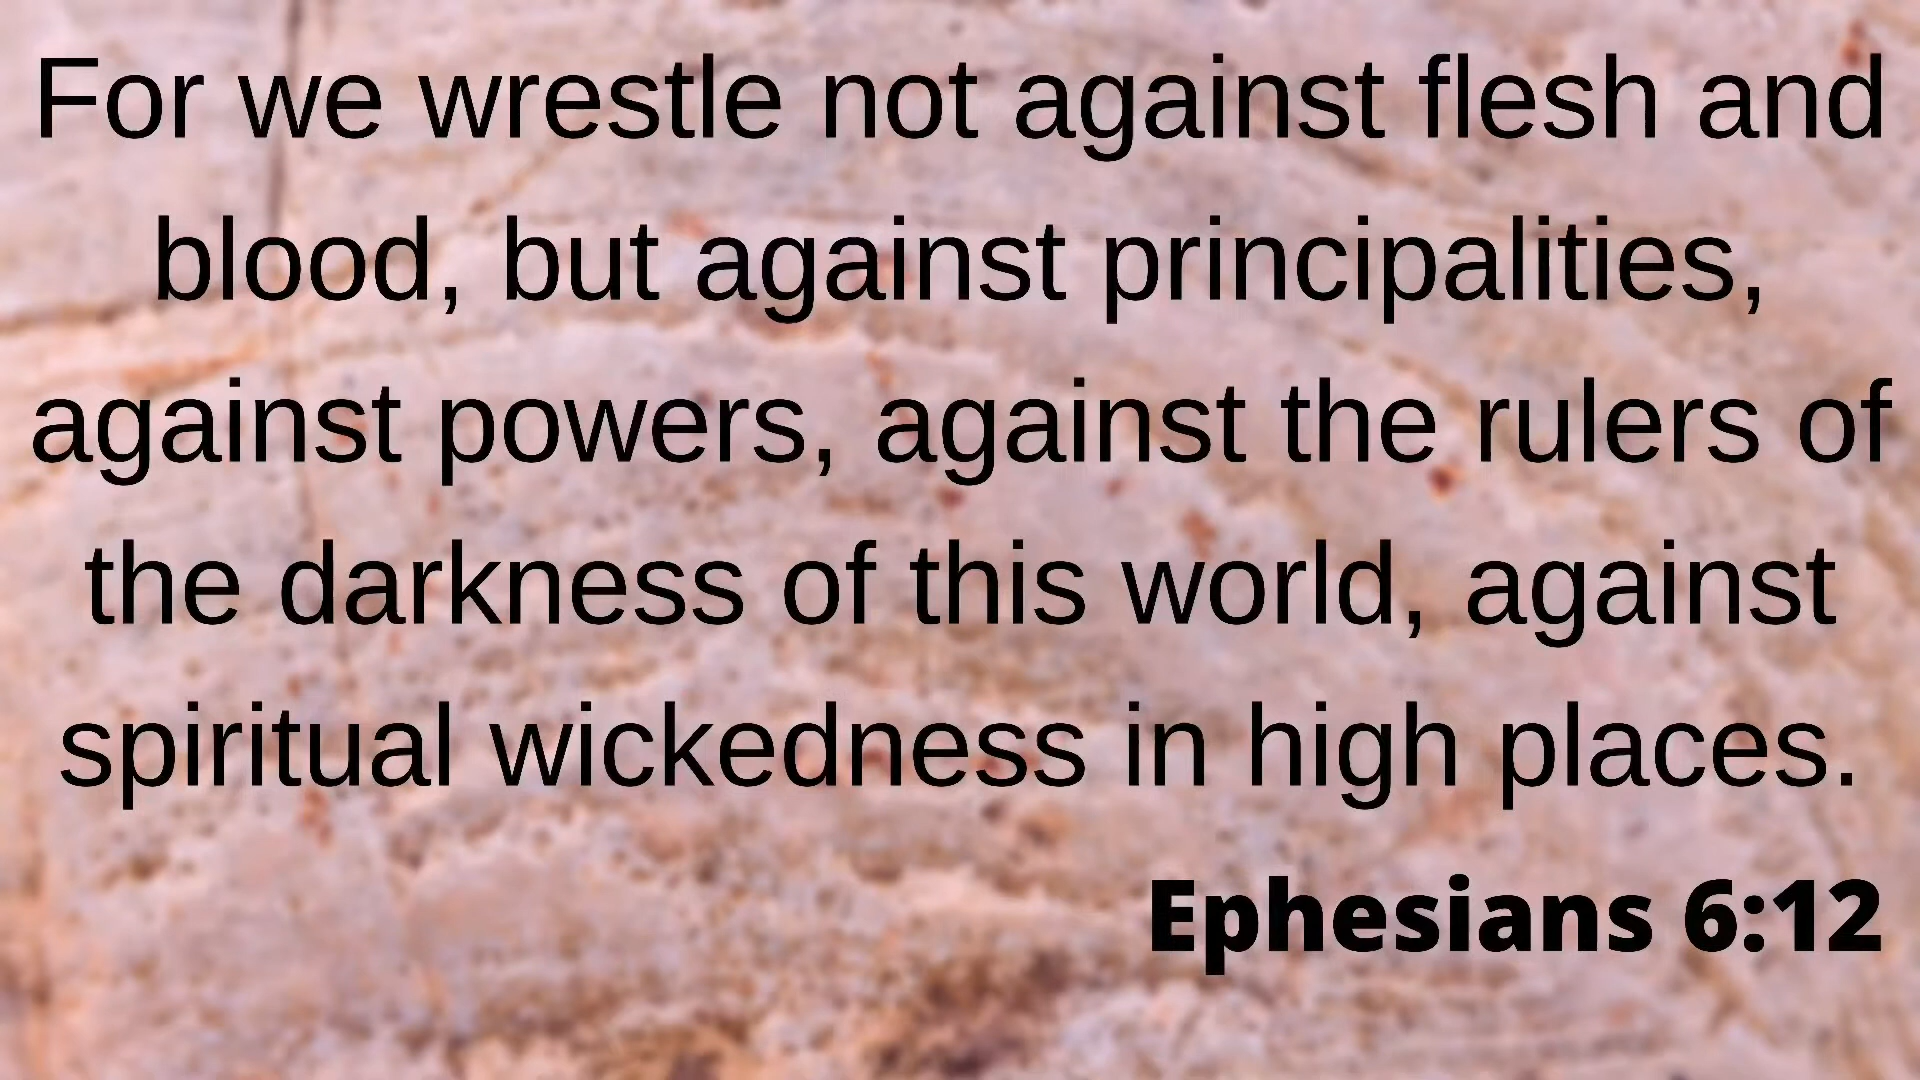 For we wrestle not against flesh and
blood, but against principalities,
against powers, against the rulers of
the darkness of this world, against
spiritual wickedness in high places.
Ephesians 6:12